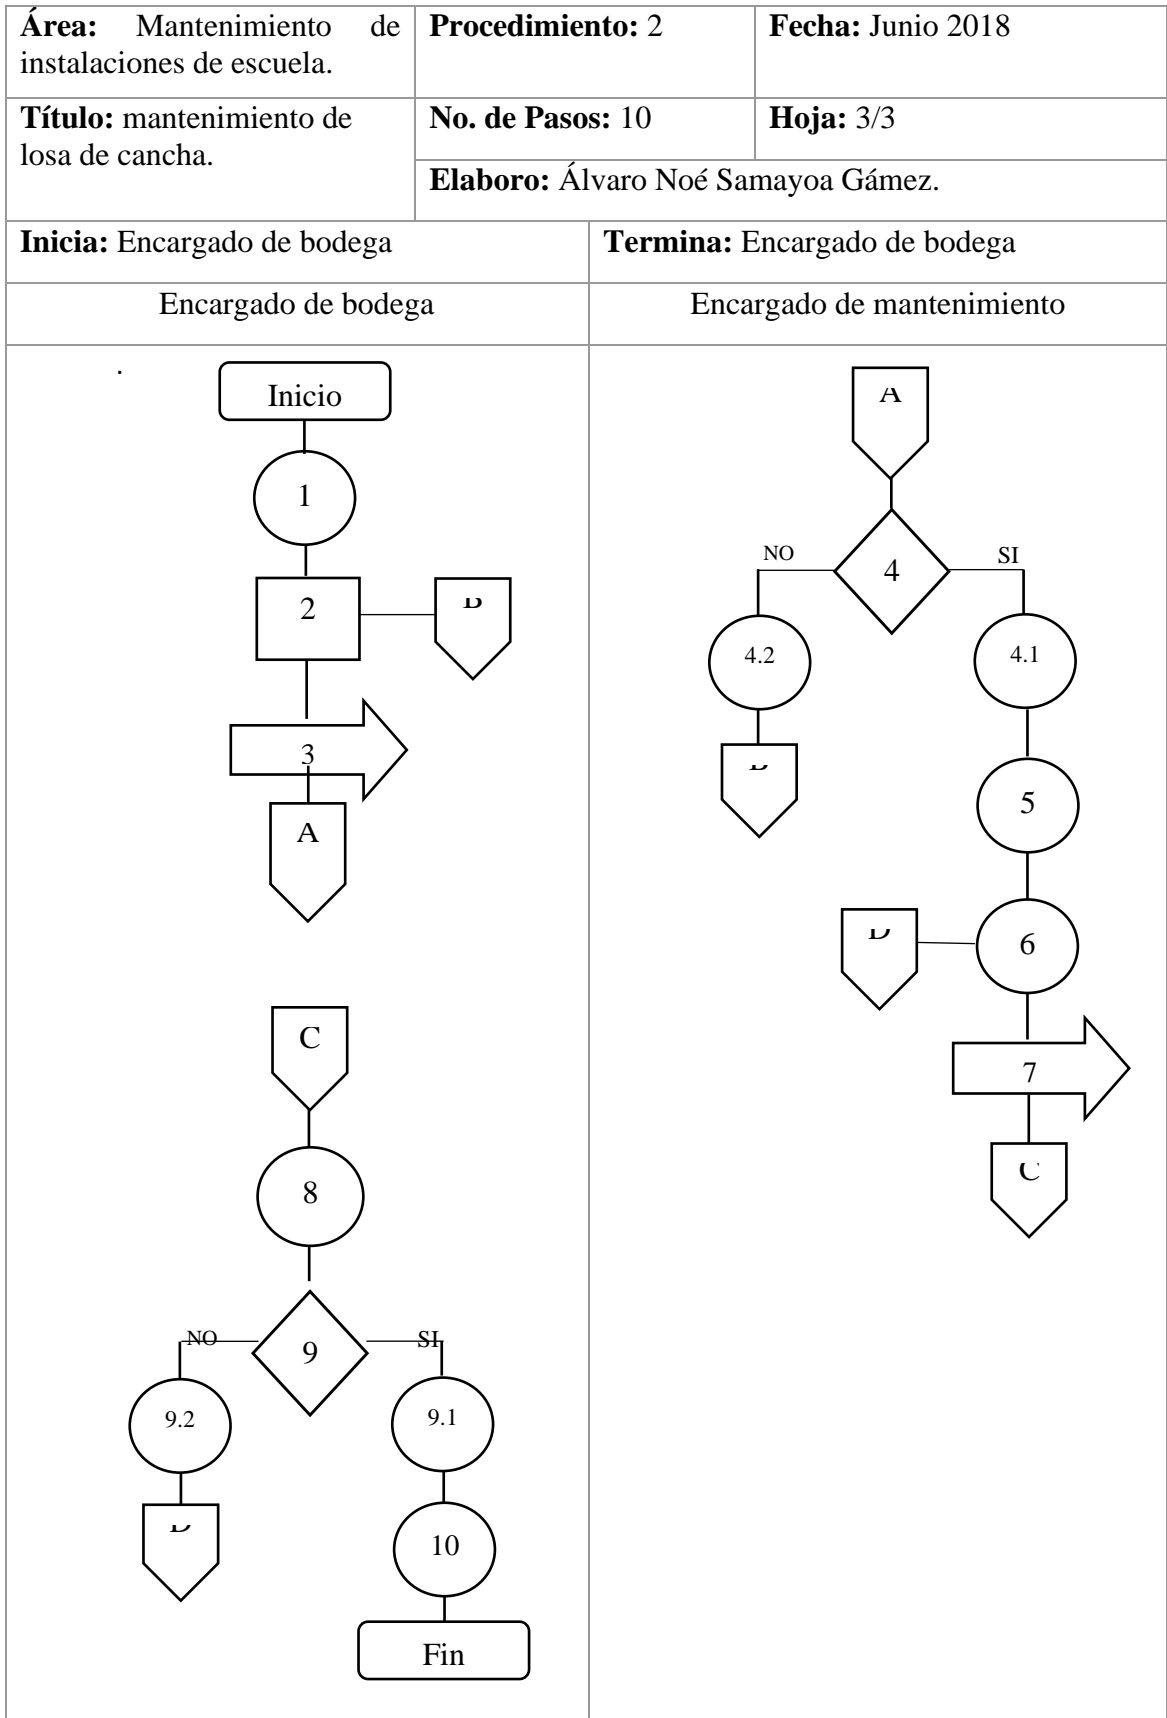 Área: Mantenimiento de
instalaciones de escuela.
Procedimiento: 2
Fecha: Junio 2018
Título: mantenimiento de
losa de cancha.
No. de Pasos: 10
Hoja: 3/3
Elaboro: Álvaro Noé Samayoa Gámez.
Inicia: Encargado de bodega
Termina: Encargado de bodega
Encargado de bodega
Encargado de mantenimiento
.
Inicio
1
2
3
A
C
8
NO
9
SI
9.2
9.1
10
Fin
A
NO
4
SI
4.2
4.1
5
6
7
C